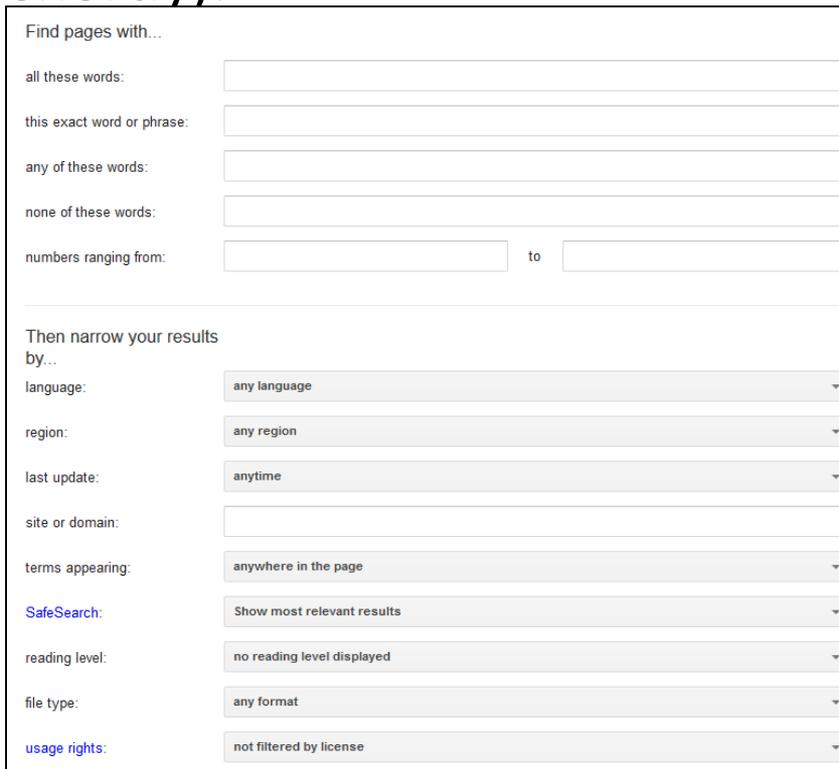 Find pages with...
all these words:
this exact word or phrase:
any of these words:
none of these words:
numbers ranging from: to
Then narrow your results
by...
language: any language
region: any region
last update: anytime
site or domain:
terms appearing: anywhere in the page
SafeSearch: Show most relevant results
reading level: no reading level displayed
file type: any format
usage rights: not filtered by license